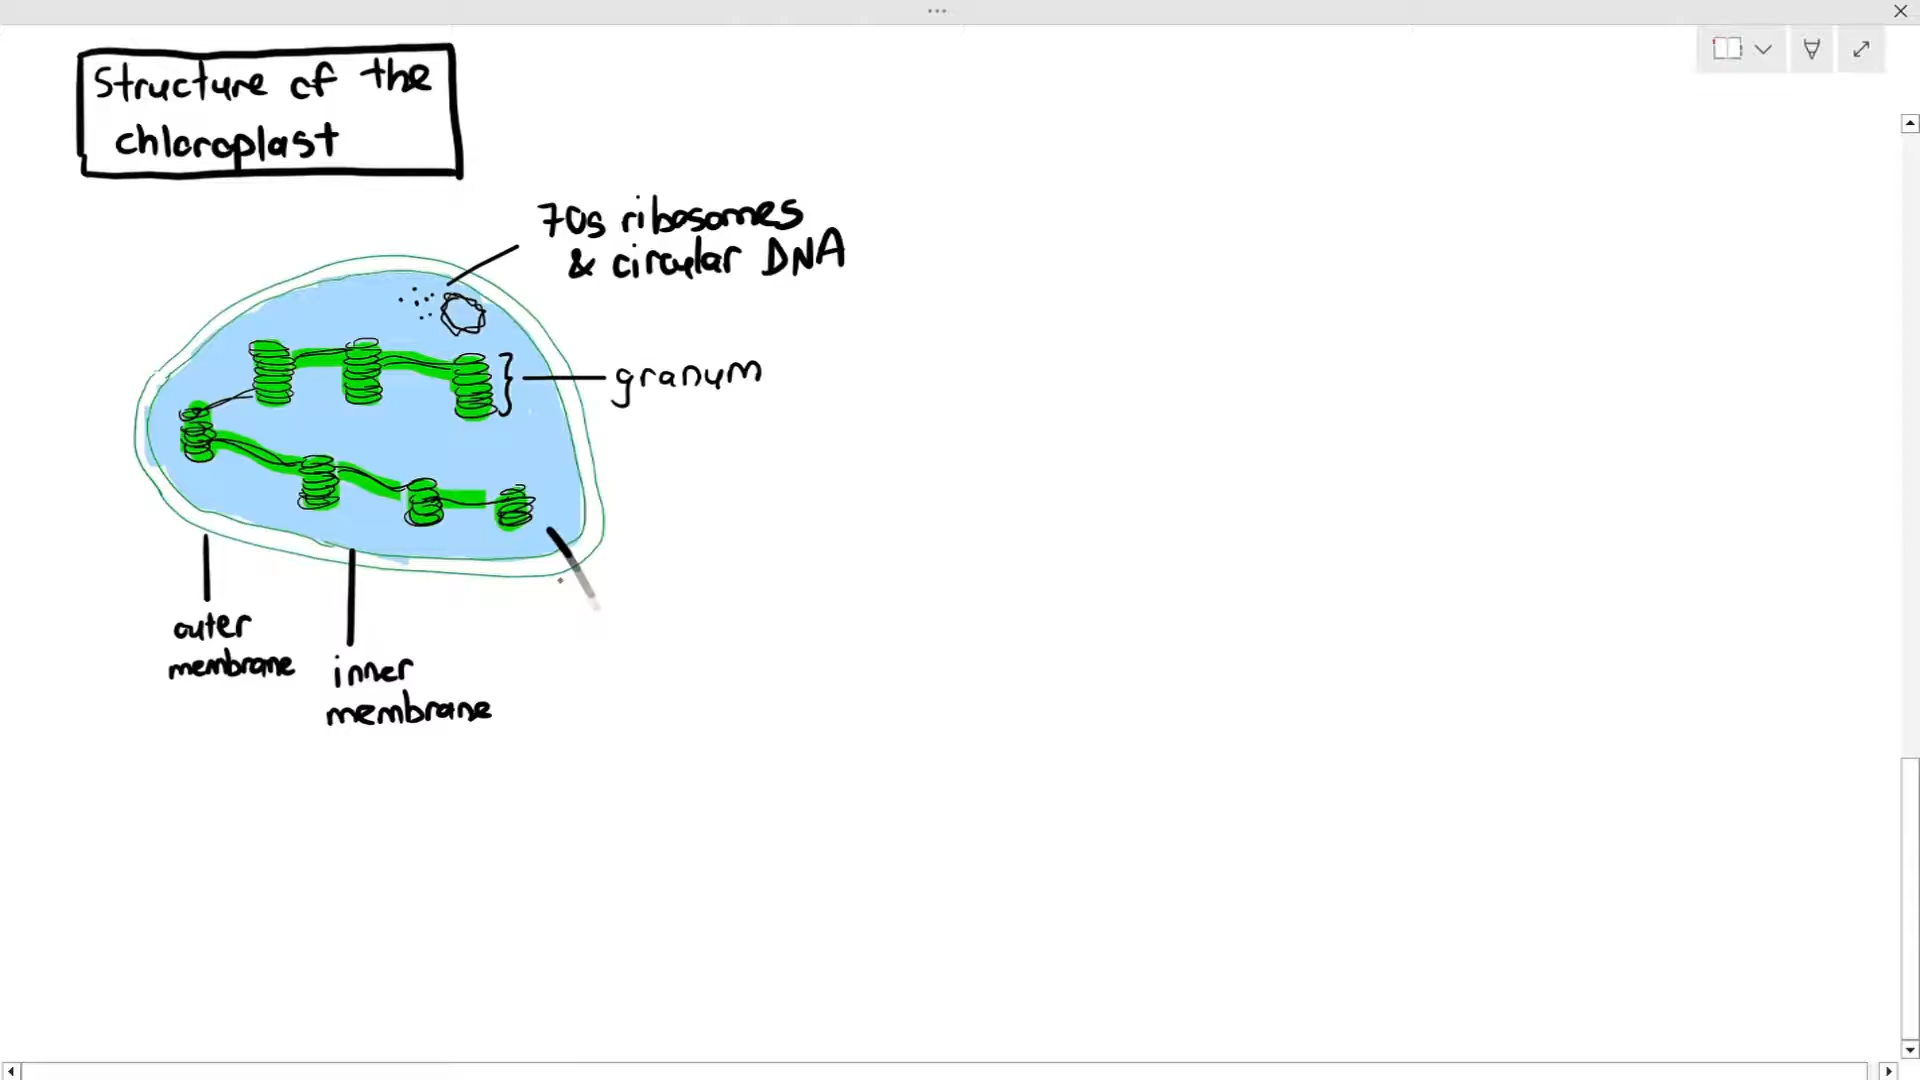 Structure of the
chloroplast
70s ribosomes
& circular DNA
granum
outer
membrane
inner
membrane